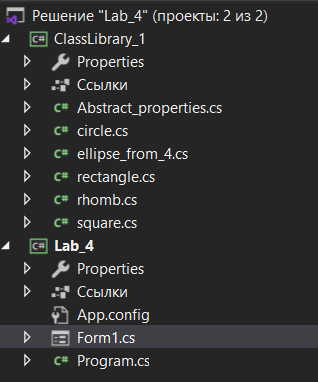 Решение "Lab_4" (проекты: 2 из 2)
C# ClassLibrary_1
Properties
Ссылки
C# Abstract_properties.cs
C# circle.cs
C# ellipse_from_4.cs
C# rectangle.cs
C# rhomb.cs
C# square.cs
C# Lab_4
Properties
Ссылки
App.config
Form1.cs
C# Program.cs